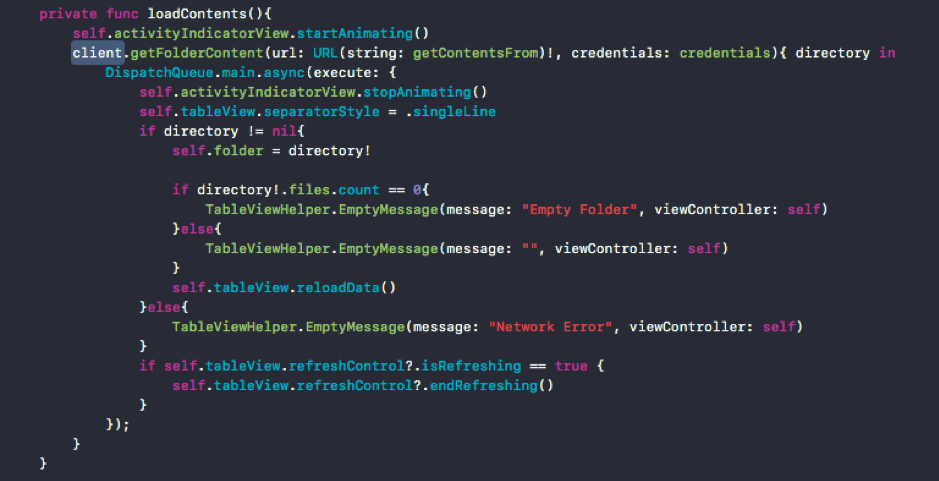 private func loadContents(){
self.activityIndicatorView.startAnimating()
client.getFolderContent(url: URL(string: getContentsFrom)!, credentials: credentials){ directory in
DispatchQueue.main.async(execute: {
self.activityIndicatorView.stopAnimating()
self.tableView.separatorStyle = .singleLine
if directory != nil{
self.folder = directory!
if directory!.files.count == 0{
TableViewHelper.EmptyMessage(message: "Empty Folder", viewController: self)
}else{
TableViewHelper.EmptyMessage(message: "", viewController: self)
}
self.tableView.reloadData()
}else{
TableViewHelper.EmptyMessage(message: "Network Error", viewController: self)
}
if self.tableView.refreshControl?.isRefreshing == true {
self.tableView.refreshControl?.endRefreshing()
}
});
}
}